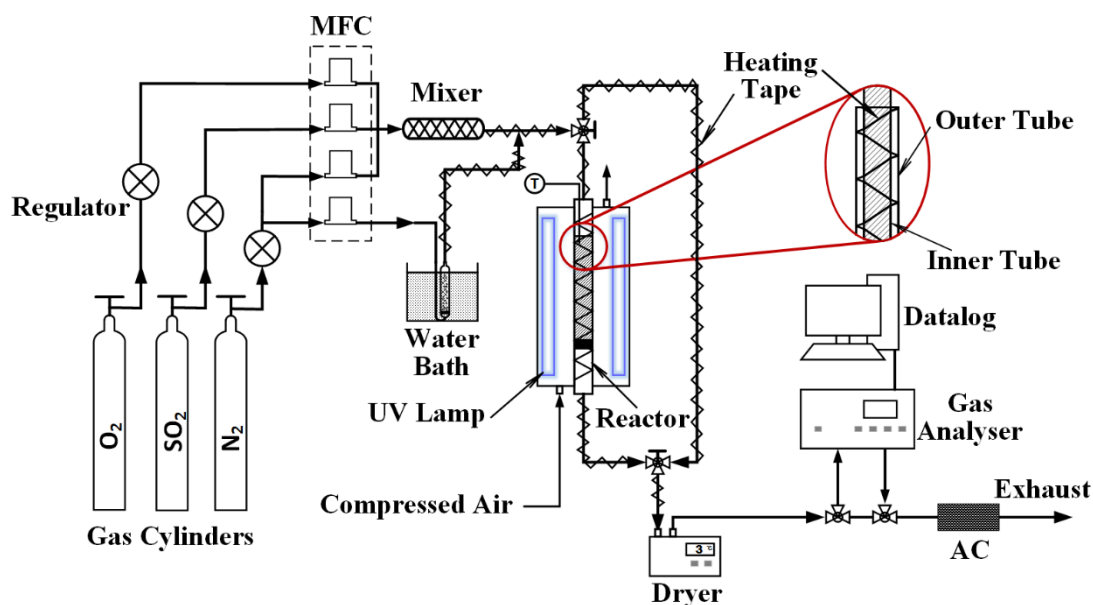 MFC
Mixer
Heating
Tape
Outer Tube
Inner Tube
Regulator
T
Water
Bath
Datalog
UV Lamp
Reactor
Gas
Analyser
O₂
SO₂
N₂
Compressed Air
Exhaust
Gas Cylinders
3 °C
AC
Dryer